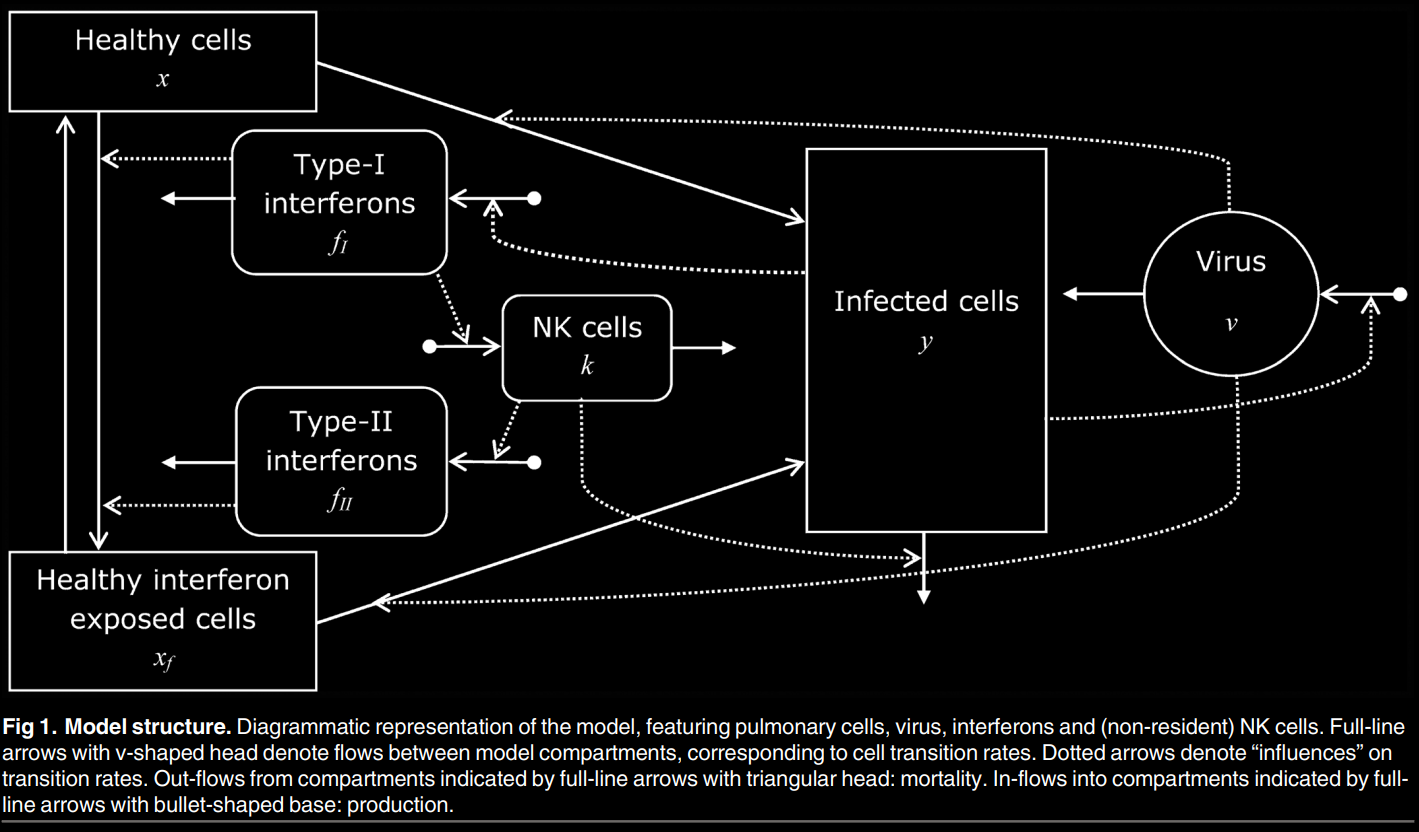 Healthy cells
x
Type-I
interferons
f_I
NK cells
k
Type-II
interferons
f_II
Healthy interferon
exposed cells
x_f
Infected cells
y
Virus
v
Fig 1. Model structure. Diagrammatic representation of the model, featuring pulmonary cells, virus, interferons and (non-resident) NK cells. Full-line
arrows with v-shaped head denote flows between model compartments, corresponding to cell transition rates. Dotted arrows denote “influences” on
transition rates. Out-flows from compartments indicated by full-line arrows with triangular head: mortality. In-flows into compartments indicated by full-
line arrows with bullet-shaped base: production.